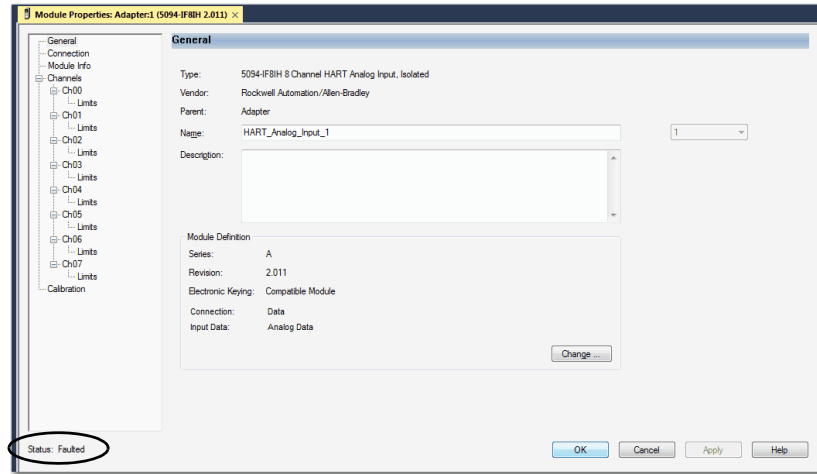 Module Properties: Adapter:1 (5094-IF8IH 2.011) ×
General
Connection
Module Info
Channels
Ch00
Limits
Ch01
Limits
Ch02
Limits
Ch03
Limits
Ch04
Limits
Ch05
Limits
Ch06
Limits
Ch07
Limits
Calibration
General
Type: 5094-IF8IH 8 Channel HART Analog Input, Isolated
Vendor: Rockwell Automation/Allen-Bradley
Parent: Adapter
Name: HART_Analog_Input_1 1
Description:
Module Definition
Series: A
Revision: 2.011
Electronic Keying: Compatible Module
Connection: Data
Input Data: Analog Data
Change ...
Status: Faulted
OK Cancel Apply Help